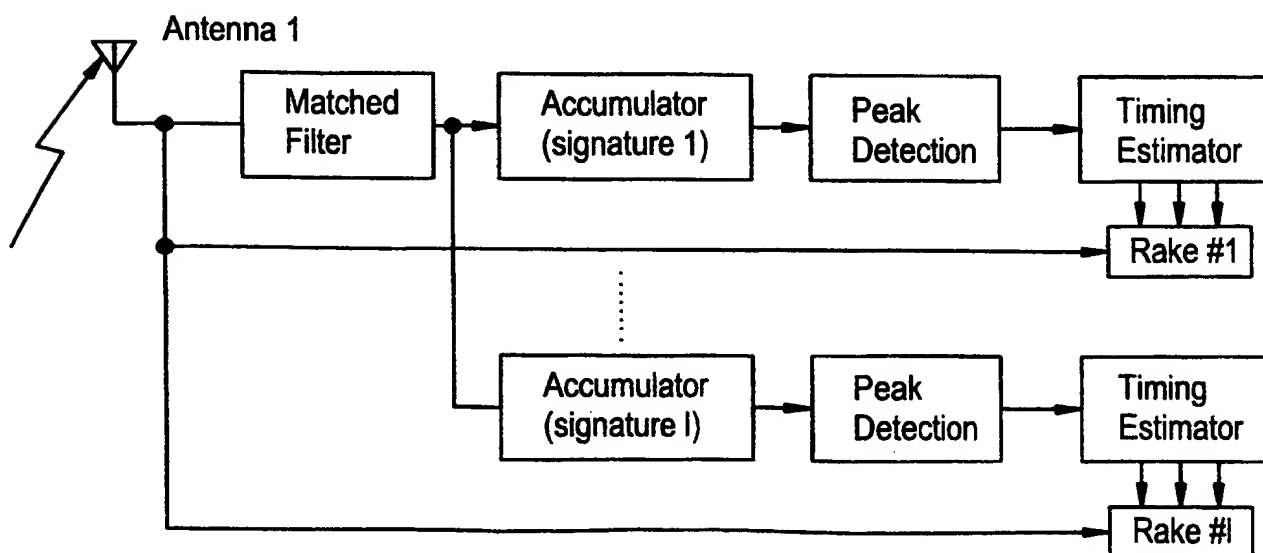 Antenna 1
Matched
Filter
Accumulator
(signature 1)
Peak
Detection
Timing
Estimator
Rake #1
Accumulator
(signature l)
Peak
Detection
Timing
Estimator
Rake #l